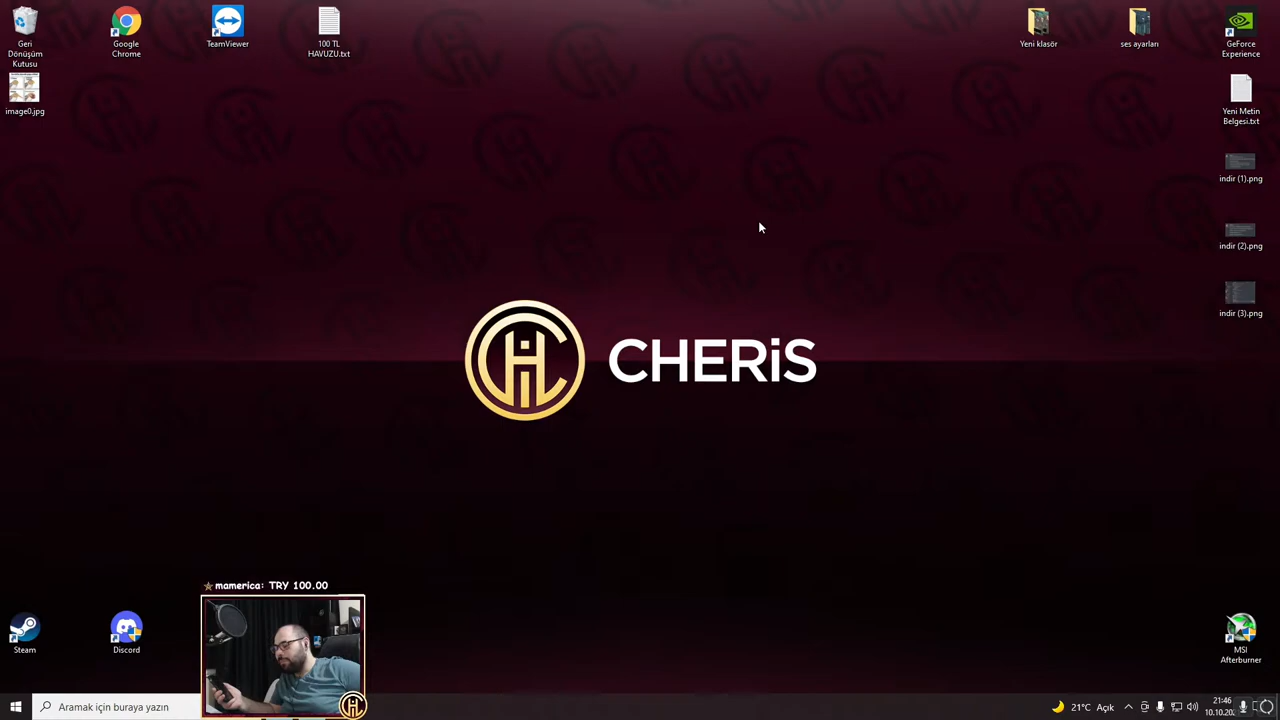 Geri
Dönüşüm
Kutusu
Google
Chrome
TeamViewer
100 TL
HAVUZU.txt
Yeni klasör
ses ayarları
GeForce
Experience
image0.jpg
Yeni Metin
Belgesi.txt
indir (1).png
indir (2).png
indir (3).png
CHERiS
mamerica: TRY 100.00
Steam
Discord
MSI
Afterburner
Aramak için buraya yazın
21°C Açık
21:46